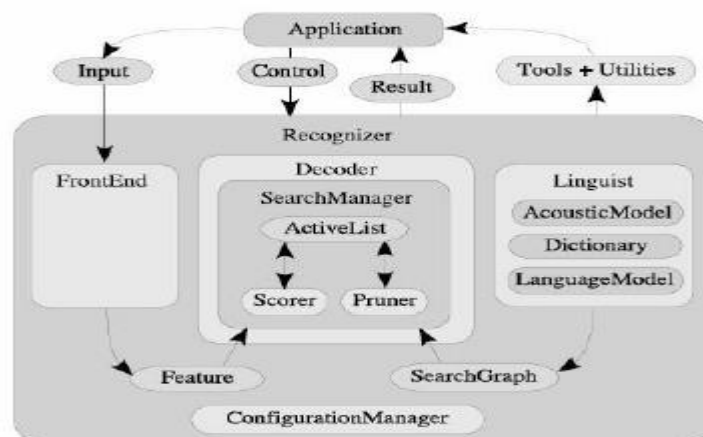 Application
Input
Control
Result
Tools + Utilities
Recognizer
FrontEnd
Decoder
SearchManager
ActiveList
Scorer
Pruner
Linguist
AcousticModel
Dictionary
LanguageModel
Feature
SearchGraph
ConfigurationManager